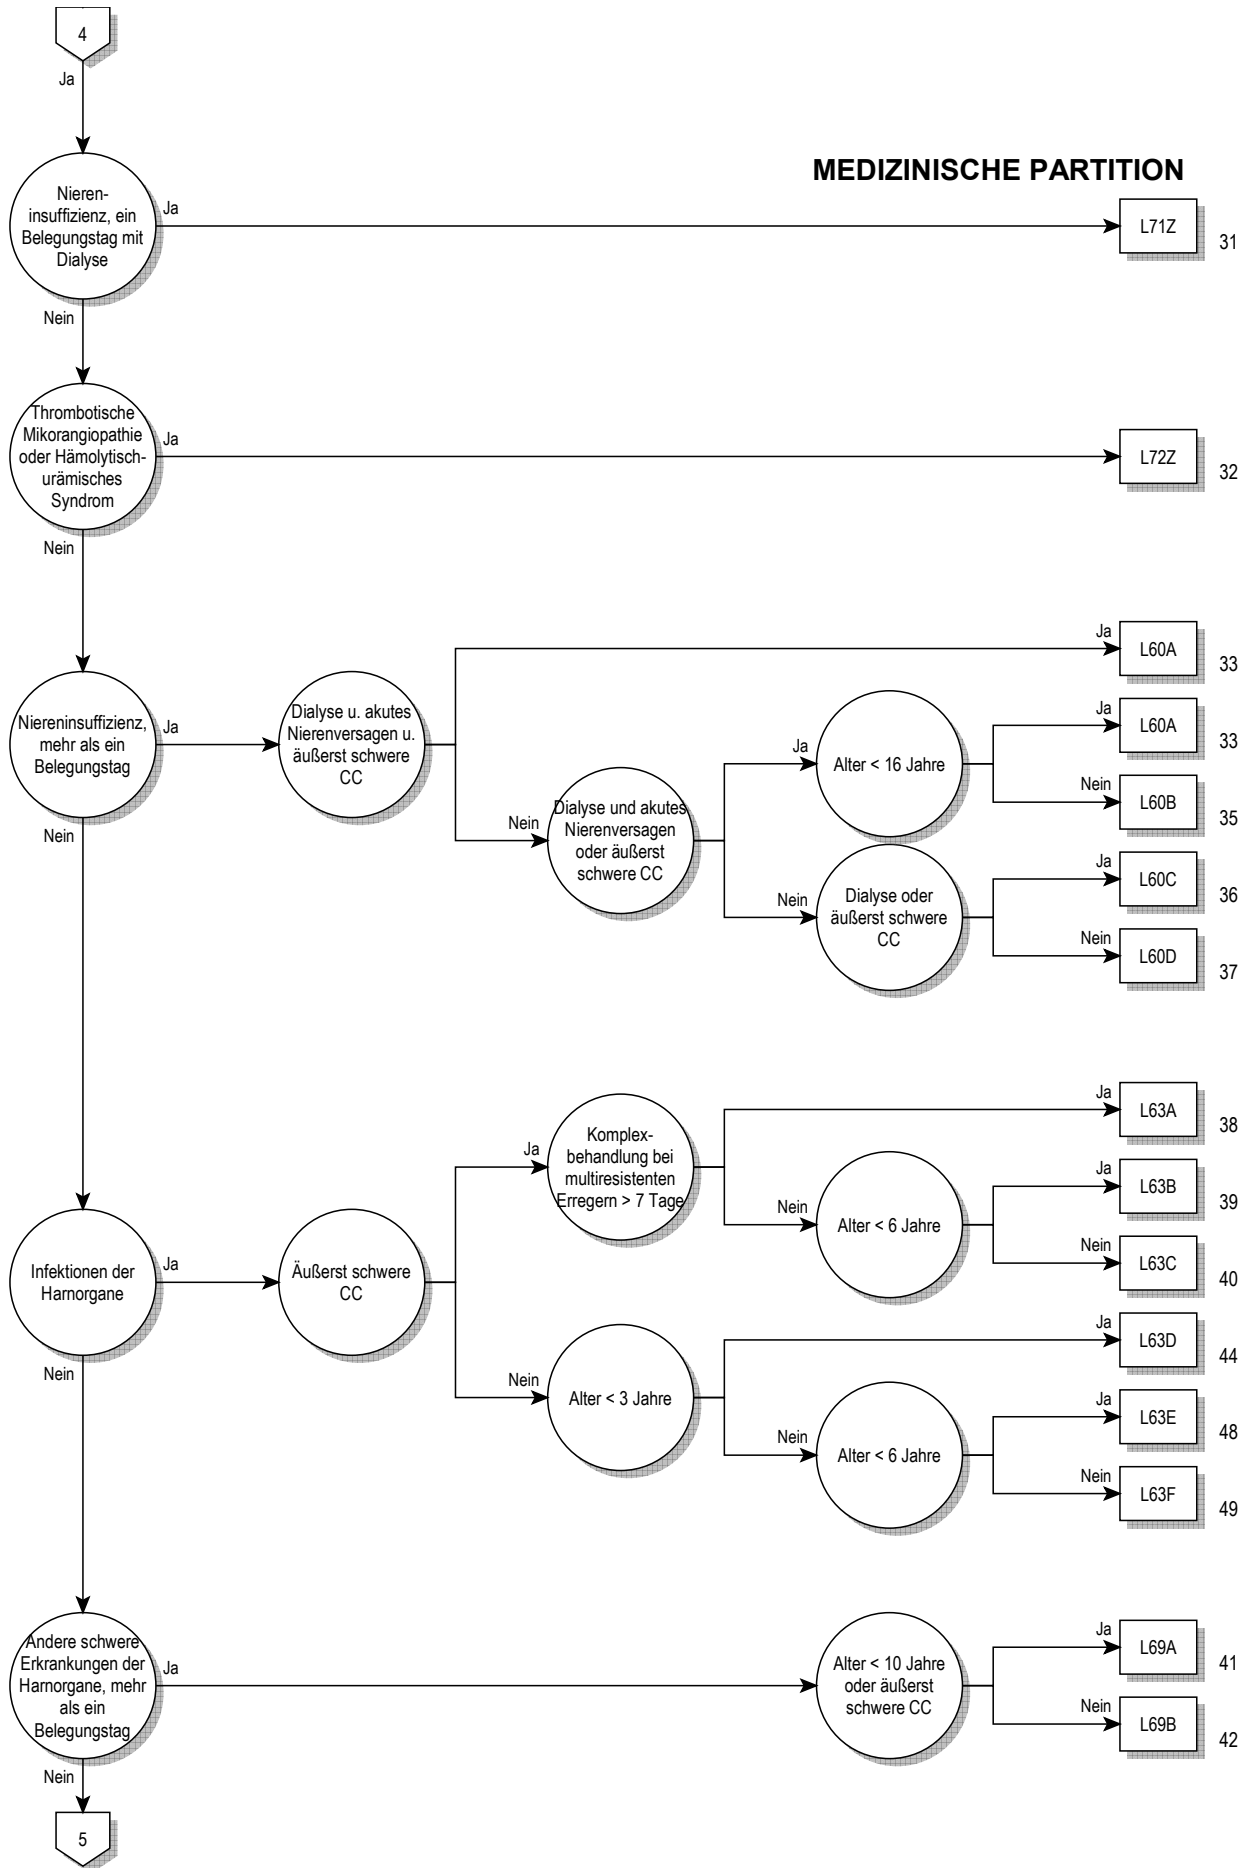 4
Ja
MEDIZINISCHE PARTITION
Nieren-
insuffizienz, ein
Belegungstag mit
Dialyse
Ja
L71Z
31
Nein
Thrombotische
Mikorangiopathie
oder Hämolytisch-
urämisches
Syndrom
Ja
L72Z
32
Nein
Niereninsuffizienz,
mehr als ein
Belegungstag
Ja
Dialyse u. akutes
Nierenversagen u.
äußerst schwere
CC
Ja
L60A
33
Nein
Dialyse und akutes
Nierenversagen
oder äußerst
schwere CC
Ja
Alter < 16 Jahre
Ja
L60A
33
Nein
L60B
35
Nein
Dialyse oder
äußerst schwere
CC
Ja
L60C
36
Nein
L60D
37
Nein
Infektionen der
Harnorgane
Ja
Äußerst schwere
CC
Ja
Komplex-
behandlung bei
multiresistenten
Erregern > 7 Tage
Ja
L63A
38
Nein
Alter < 6 Jahre
Ja
L63B
39
Nein
L63C
40
Nein
Alter < 3 Jahre
Ja
L63D
44
Nein
Alter < 6 Jahre
Ja
L63E
48
Nein
L63F
49
Nein
Andere schwere
Erkrankungen der
Harnorgane, mehr
als ein
Belegungstag
Ja
Alter < 10 Jahre
oder äußerst
schwere CC
Ja
L69A
41
Nein
L69B
42
Nein
5